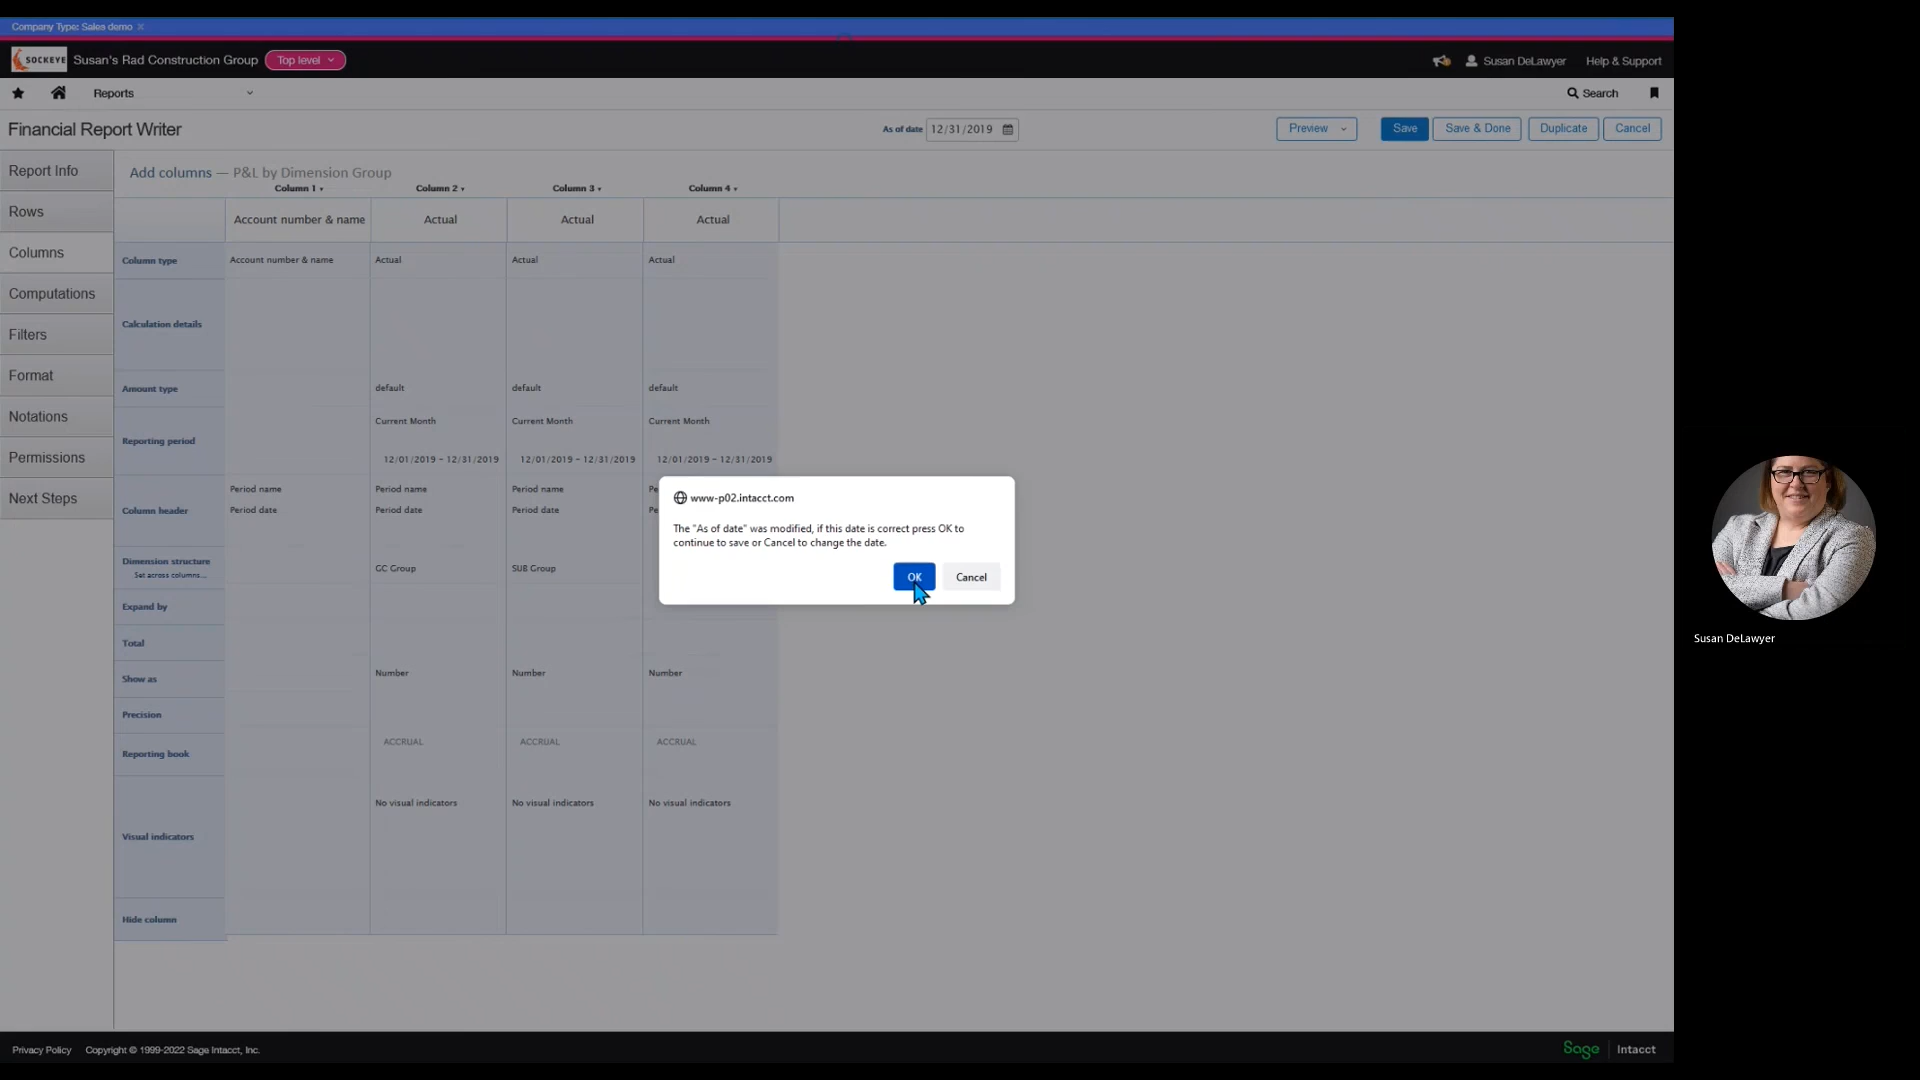 Company Type: Sales demo ×
SOCKEYE Susan's Rad Construction Group Top level
Susan DeLawyer Help & Support
Reports
Search
Financial Report Writer
As of date 12/31/2019
Preview Save Save & Done Duplicate Cancel
Report Info
Rows
Columns
Computations
Filters
Format
Notations
Permissions
Next Steps
Add columns — P&L by Dimension Group
Column 1 Column 2 Column 3 Column 4
Account number & name Actual Actual Actual
Column type Account number & name Actual Actual Actual
Calculation details
Amount type default default default
Current Month Current Month Current Month
Reporting period
12/01/2019 – 12/31/2019 12/01/2019 – 12/31/2019 12/01/2019 – 12/31/2019
Period name Period name Period name Pe
Column header
Period date Period date Period date Pe
Dimension structure
Set across columns...
GC Group SUB Group
Expand by
Total
Show as Number Number Number
Precision
Reporting book ACCRUAL ACCRUAL ACCRUAL
No visual indicators No visual indicators No visual indicators
Visual indicators
Hide column
www-p02.intacct.com
The "As of date" was modified, if this date is correct press OK to
continue to save or Cancel to change the date.
OK Cancel
Susan DeLawyer
Privacy Policy Copyright © 1999-2022 Sage Intacct, Inc.
Sage Intacct